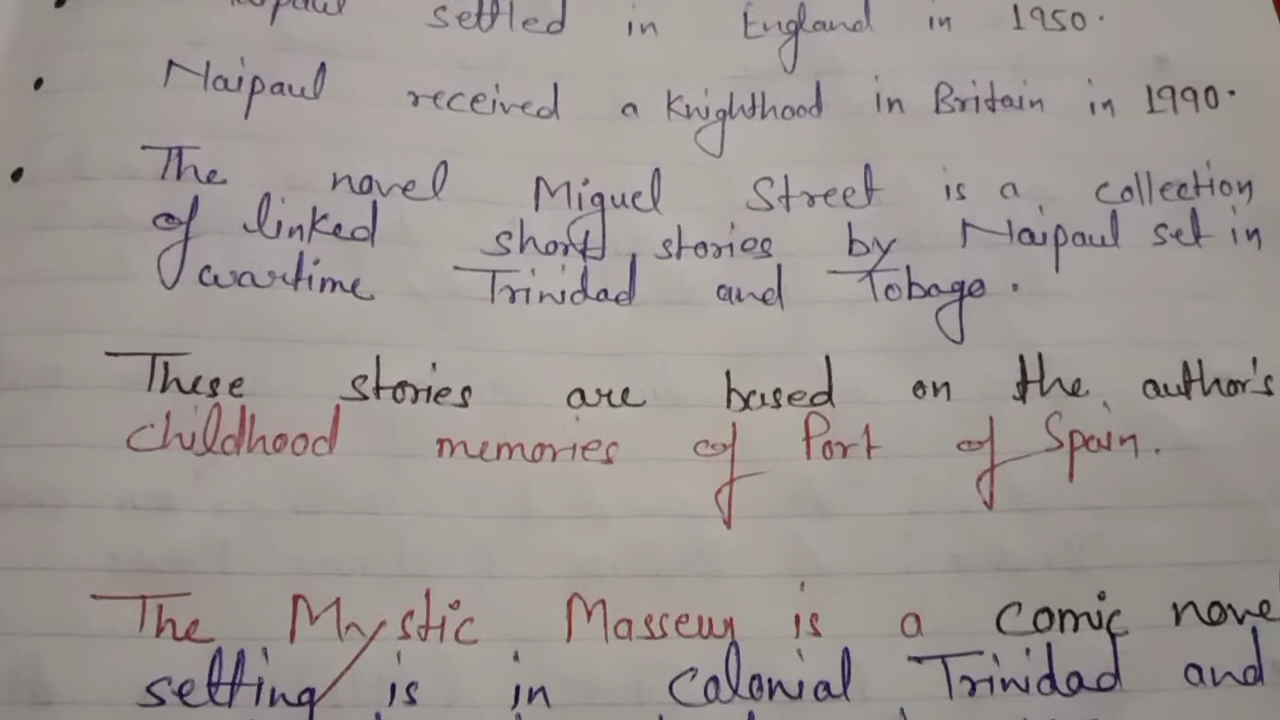 Naipaul settled in England in 1950.
• Naipaul received a Knighthood in Britain in 1990.
• The novel Miguel Street is a collection
of linked short stories by Naipaul set in
wartime Trinidad and Tobago.
These stories are based on the author's
childhood memories of Port of Spain.
The Mystic Masseur is a comic nove
setting is in Colonial Trinidad and